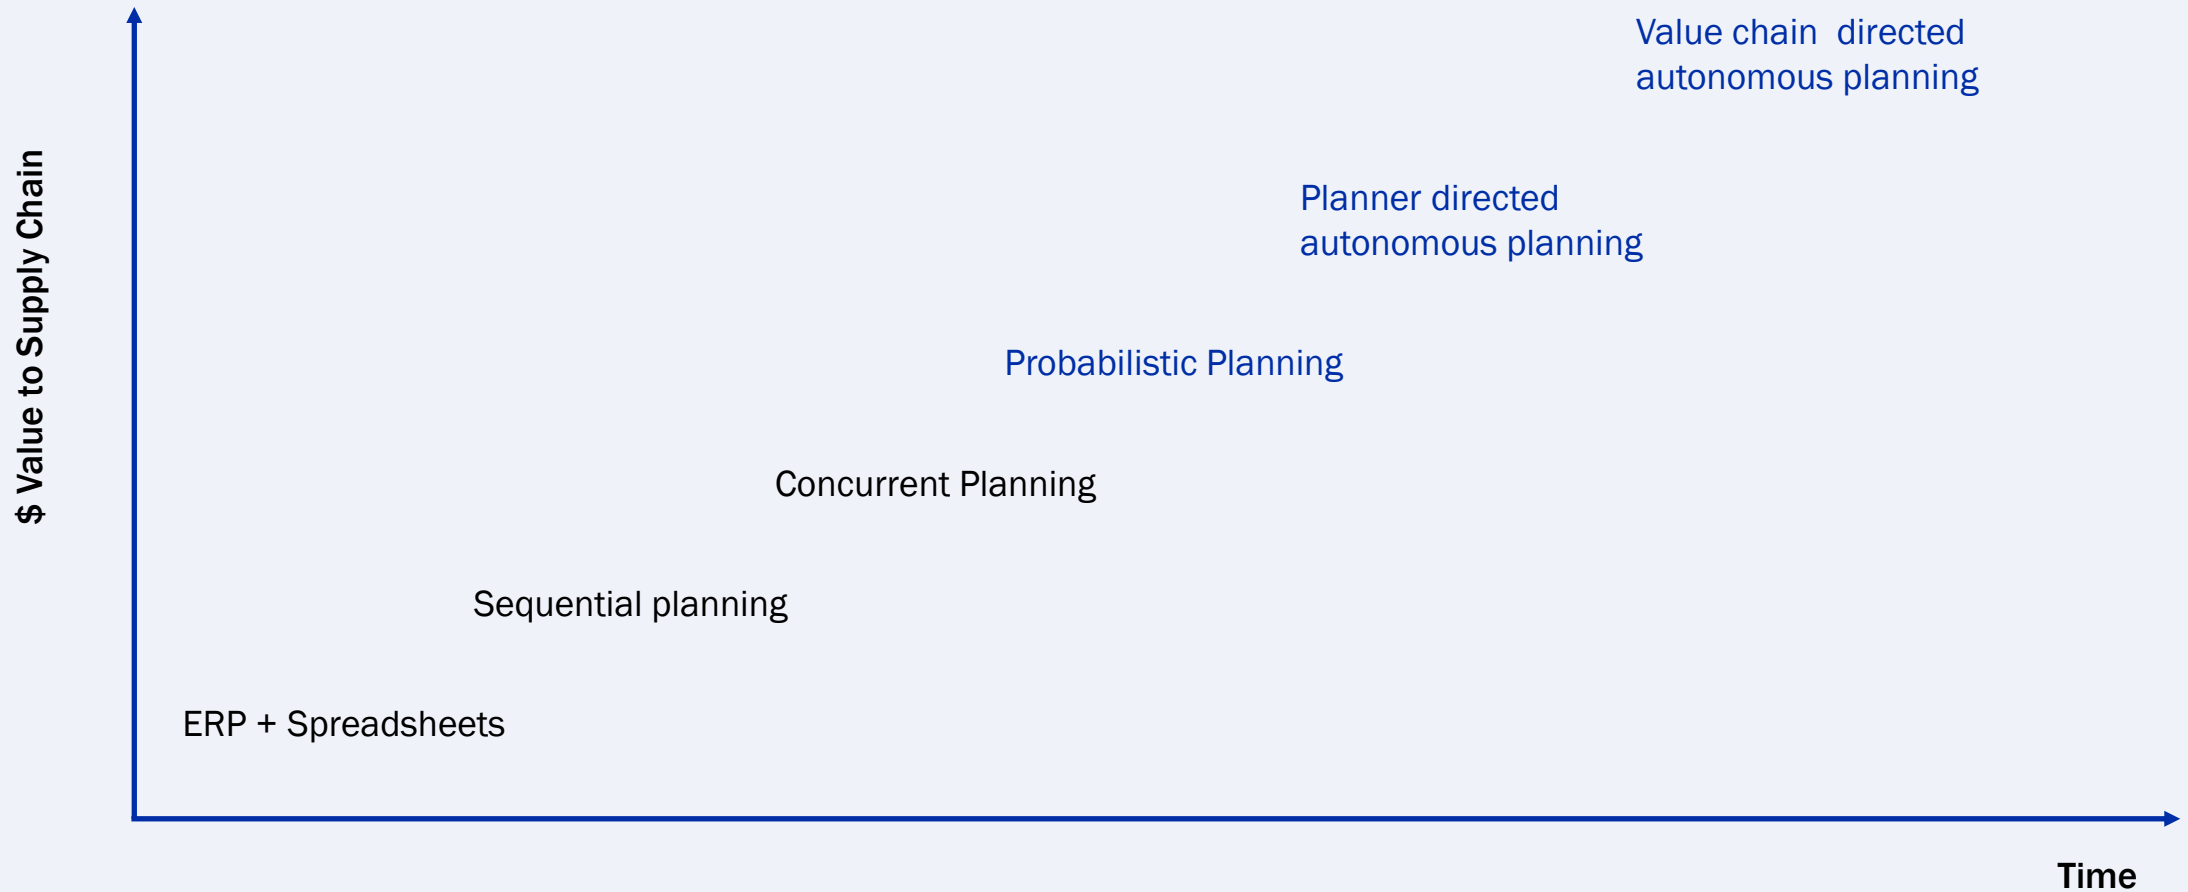 $ Value to Supply Chain
Value chain  directed
autonomous planning
Planner directed
autonomous planning
Probabilistic Planning
Concurrent Planning
Sequential planning
ERP + Spreadsheets
Time